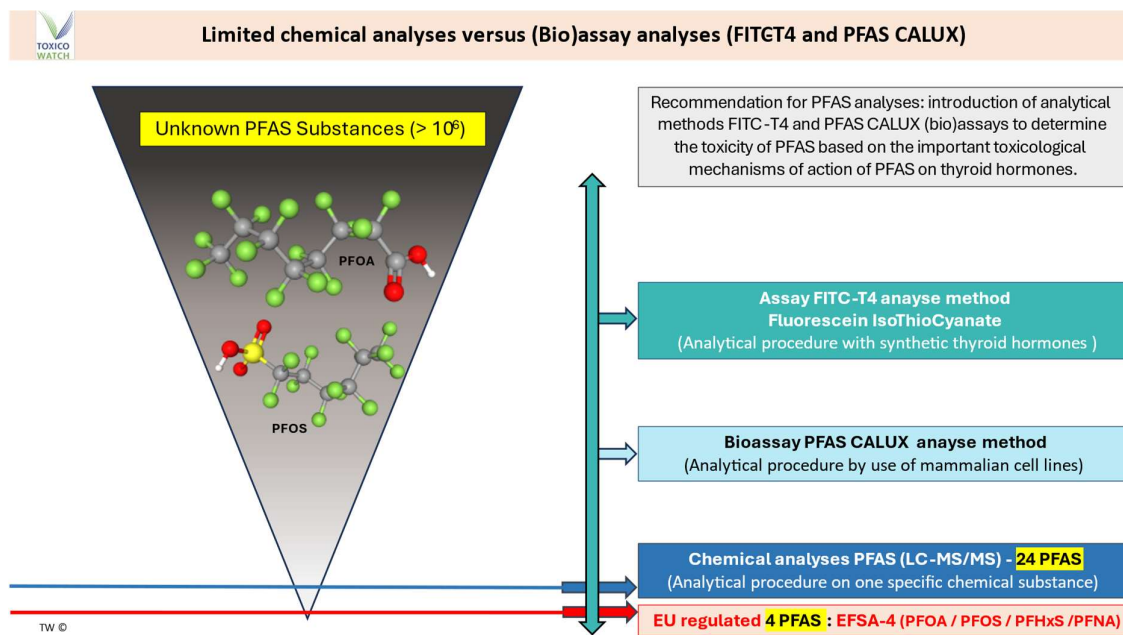 TOXICO
WATCH
Limited chemical analyses versus (Bio)assay analyses (FITCT4 and PFAS CALUX)
Unknown PFAS Substances (> 10⁶)
PFOA
PFOS
Recommendation for PFAS analyses: introduction of analytical
methods FITC-T4 and PFAS CALUX (bio)assays to determine
the toxicity of PFAS based on the important toxicological
mechanisms of action of PFAS on thyroid hormones.
Assay FITC-T4 anayse method
Fluorescein IsoThioCyanate
(Analytical procedure with synthetic thyroid hormones )
Bioassay PFAS CALUX anayse method
(Analytical procedure by use of mammalian cell lines)
Chemical analyses PFAS (LC-MS/MS) - 24 PFAS
(Analytical procedure on one specific chemical substance)
EU regulated 4 PFAS : EFSA-4 (PFOA / PFOS / PFHxS /PFNA)
TW ©